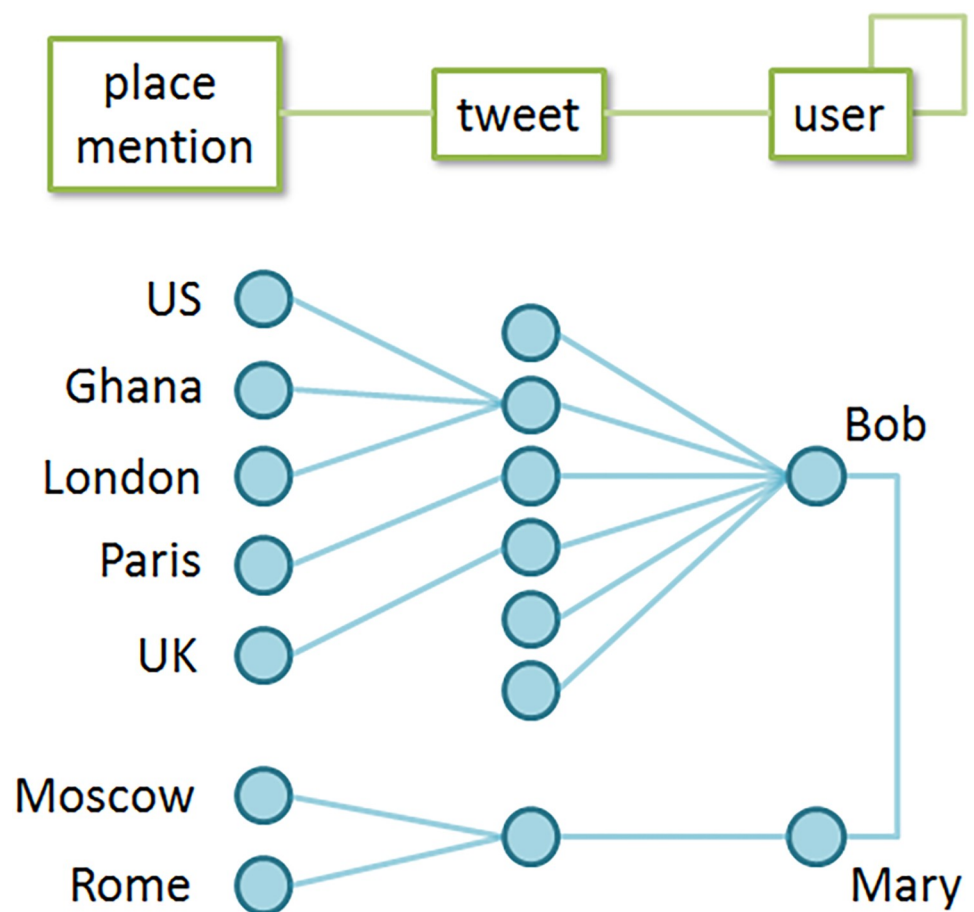 place
mention
tweet
user
US
Ghana
London
Paris
UK
Bob
Moscow
Rome
Mary